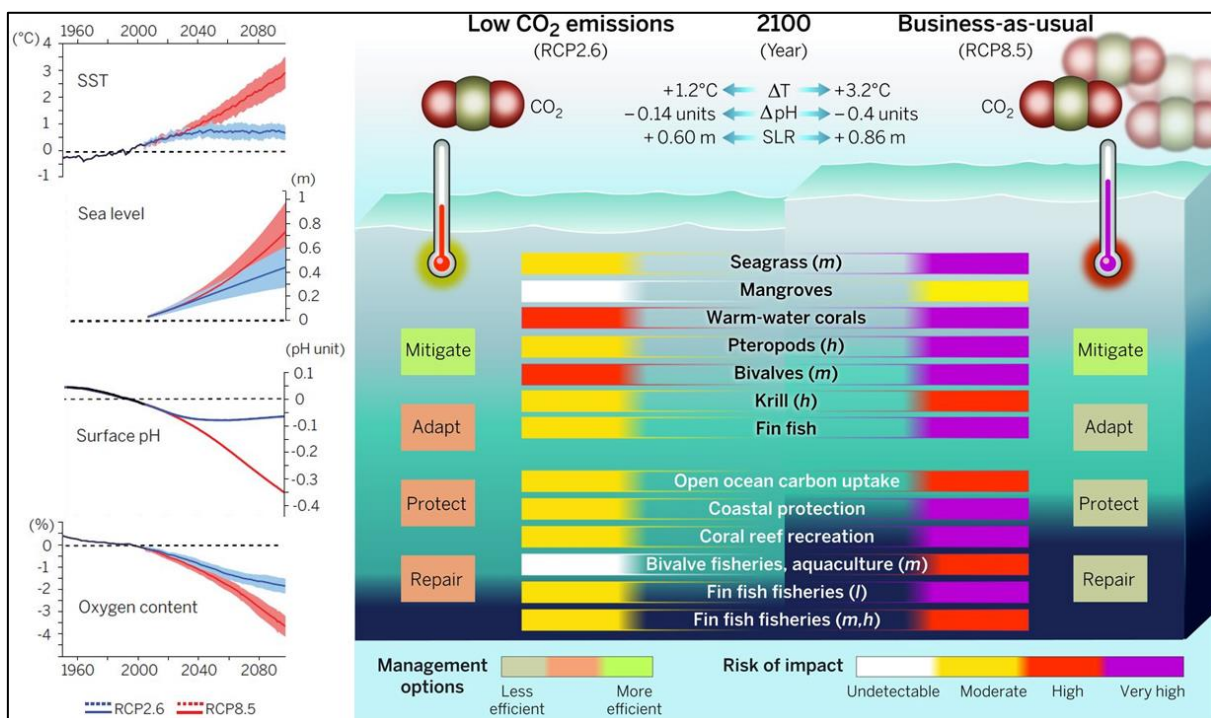 1960 2000 2040 2080
(°C)
4
3
2
1
0
-1
SST
(m)
1
0.8
0.6
0.4
0.2
0
Sea level
(pH unit)
0.1
0
-0.1
-0.2
-0.3
-0.4
Surface pH
(%)
0
-1
-2
-3
-4
Oxygen content
1960 2000 2040 2080
RCP2.6 RCP8.5
Low CO₂ emissions 2100 Business-as-usual
(RCP2.6) (Year) (RCP8.5)
CO₂ CO₂
+1.2°C ΔT +3.2°C
–0.14 units ΔpH –0.4 units
+0.60 m SLR +0.86 m
Seagrass (m)
Mangroves
Warm-water corals
Pteropods (h)
Bivalves (m)
Krill (h)
Fin fish
Open ocean carbon uptake
Coastal protection
Coral reef recreation
Bivalve fisheries, aquaculture (m)
Fin fish fisheries (l)
Fin fish fisheries (m,h)
Mitigate Mitigate
Adapt Adapt
Protect Protect
Repair Repair
Management
options
Less
efficient
More
efficient
Risk of impact
Undetectable Moderate High Very high